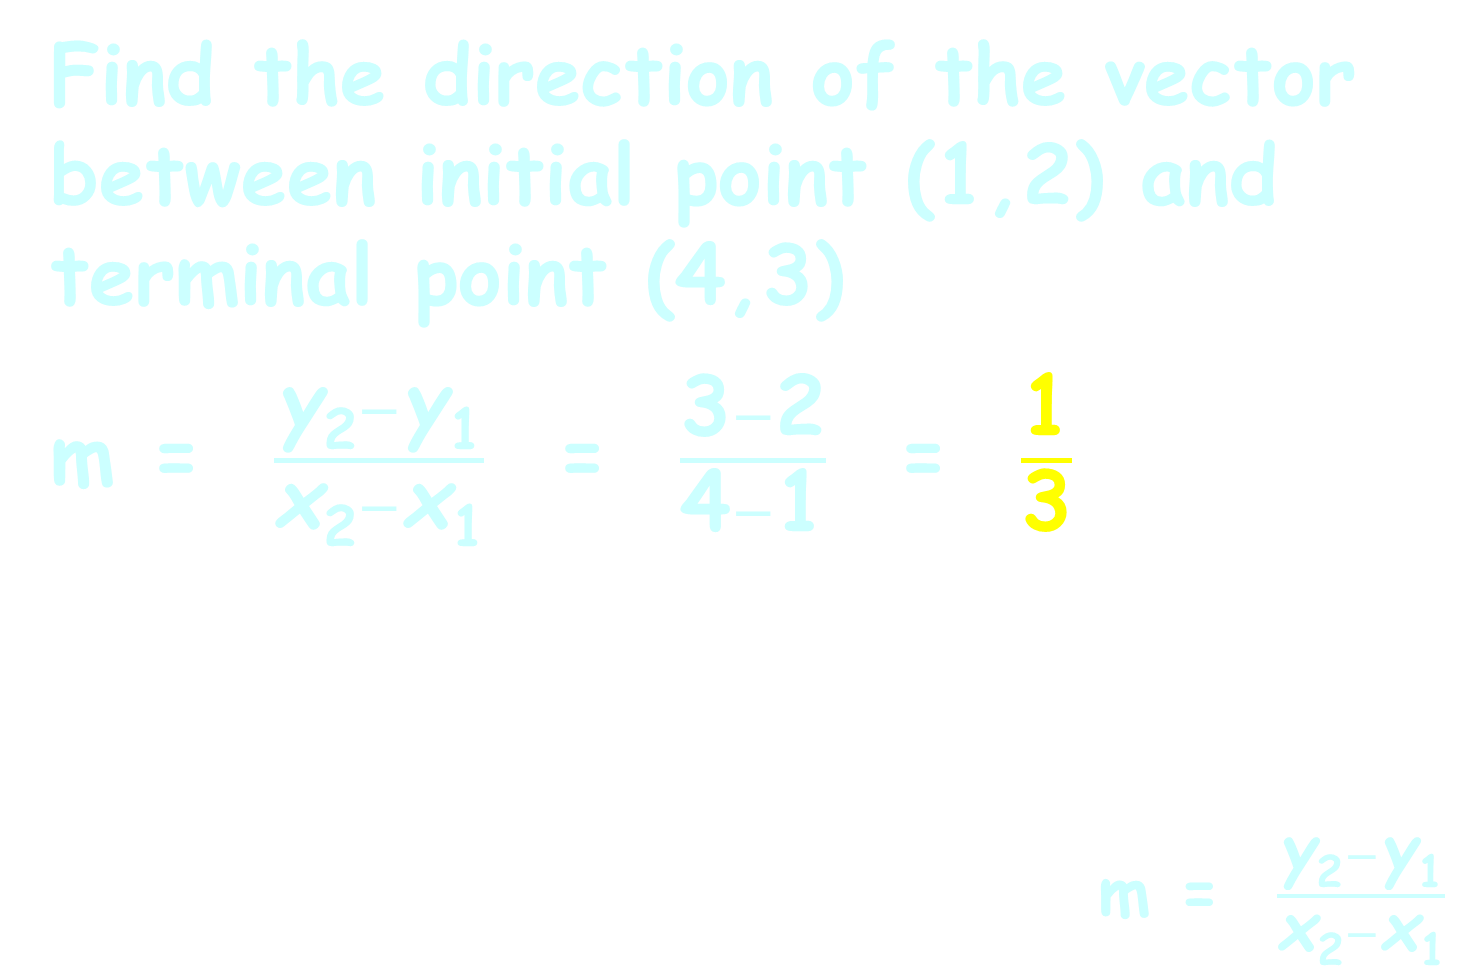 Find the direction of the vector
between initial point (1,2) and
terminal point (4,3)
m = y₂−y₁ / x₂−x₁ = 3−2 / 4−1 = 1/3
m = y₂−y₁ / x₂−x₁